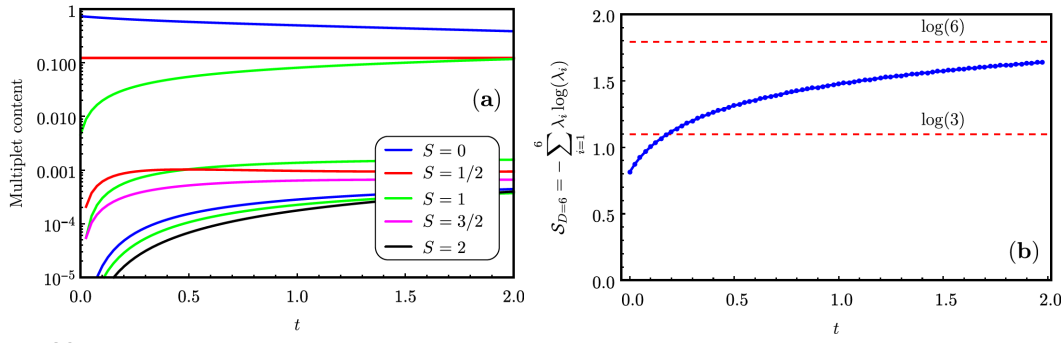 1
0.100
0.010
0.001
10⁻⁴
10⁻⁵
Multiplet content
(a)
S = 0
S = 1/2
S = 1
S = 3/2
S = 2
0.0 0.5 1.0 1.5 2.0
t
2.0
1.5
1.0
0.5
0.0
𝒮_{D=6} = −∑_{i=1}^{6} λ_i log(λ_i)
log(6)
log(3)
(b)
0.0 0.5 1.0 1.5 2.0
t